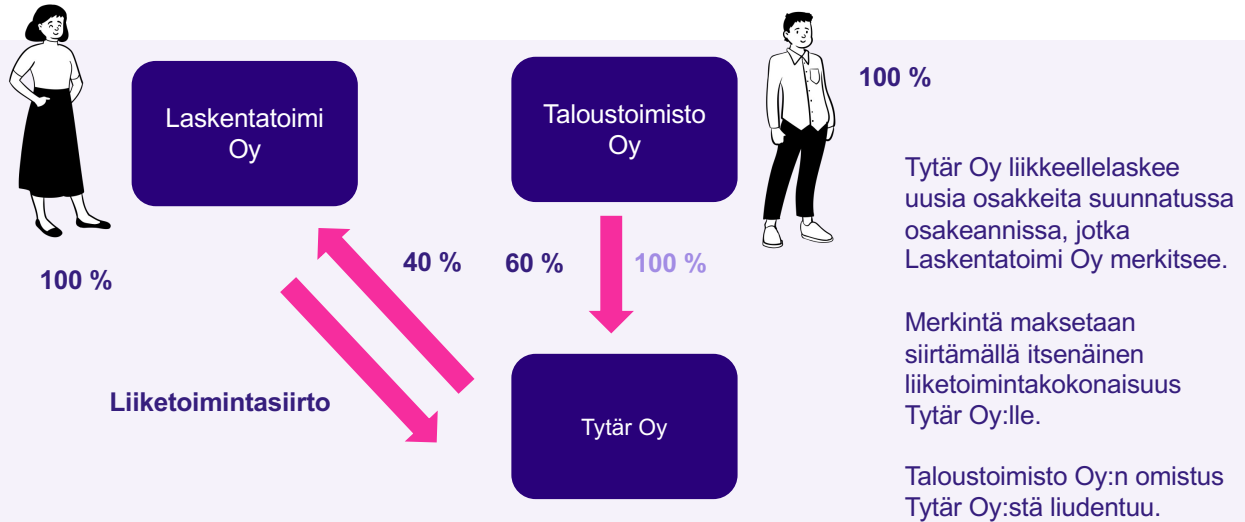 Laskentatoimi
Oy
Taloustoimisto
Oy
100 %
100 %
40 %
60 %
100 %
Liiketoimintasiirto
Tytär Oy
Tytär Oy liikkeellelaskee
uusia osakkeita suunnatussa
osakeannissa, jotka
Laskentatoimi Oy merkitsee.
Merkintä maksetaan
siirtämällä itsenäinen
liiketoimintakokonaisuus
Tytär Oy:lle.
Taloustoimisto Oy:n omistus
Tytär Oy:stä liudentuu.